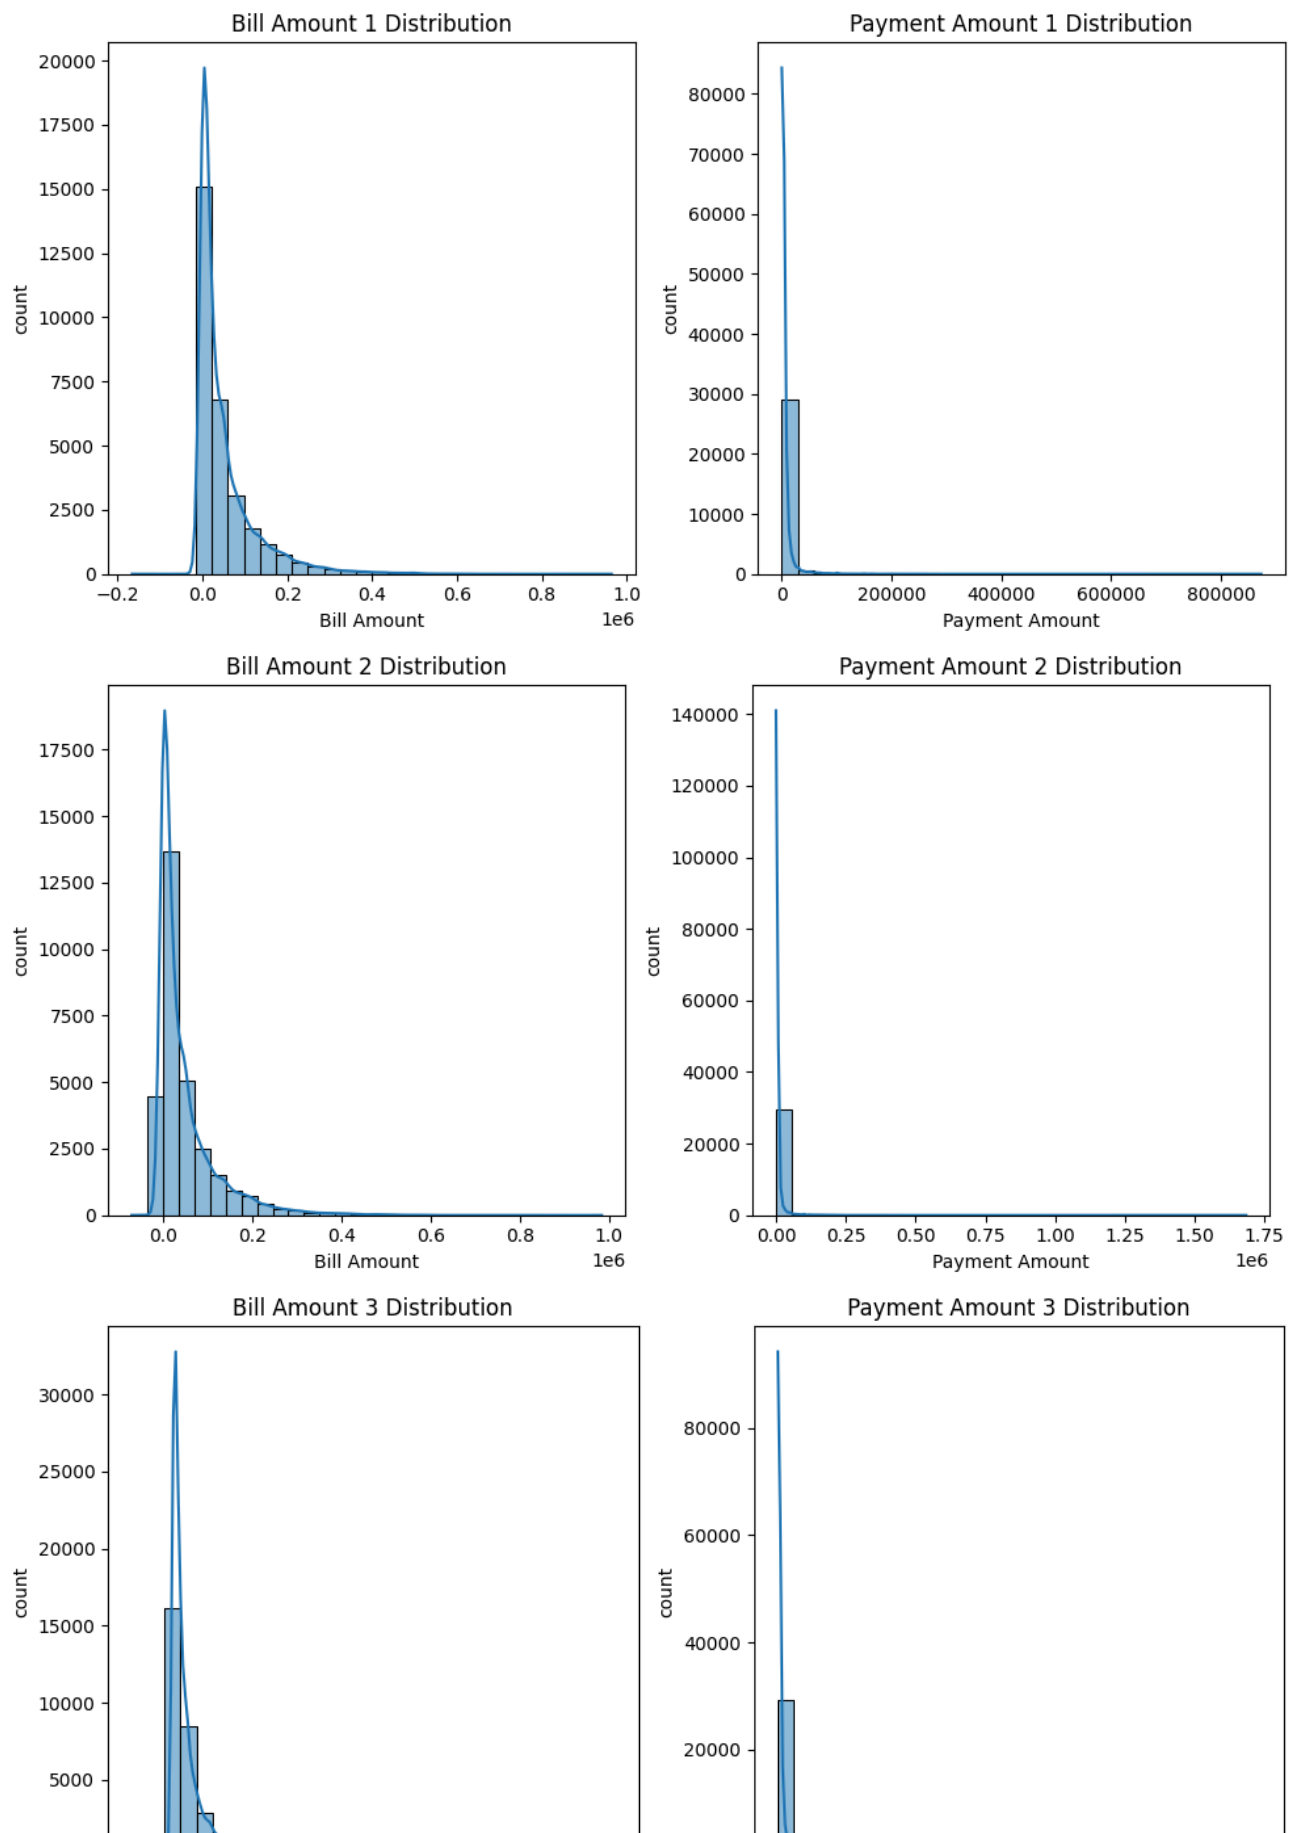 Bill Amount 1 Distribution
20000
17500
15000
12500
10000
7500
5000
2500
0
count
−0.2 0.0 0.2 0.4 0.6 0.8 1.0
Bill Amount
1e6
Payment Amount 1 Distribution
80000
70000
60000
50000
40000
30000
20000
10000
0
count
0 200000 400000 600000 800000
Payment Amount
Bill Amount 2 Distribution
17500
15000
12500
10000
7500
5000
2500
0
count
0.0 0.2 0.4 0.6 0.8 1.0
Bill Amount
1e6
Payment Amount 2 Distribution
140000
120000
100000
80000
60000
40000
20000
0
count
0.00 0.25 0.50 0.75 1.00 1.25 1.50 1.75
Payment Amount
1e6
Bill Amount 3 Distribution
30000
25000
20000
15000
10000
5000
count
Payment Amount 3 Distribution
80000
60000
40000
20000
count